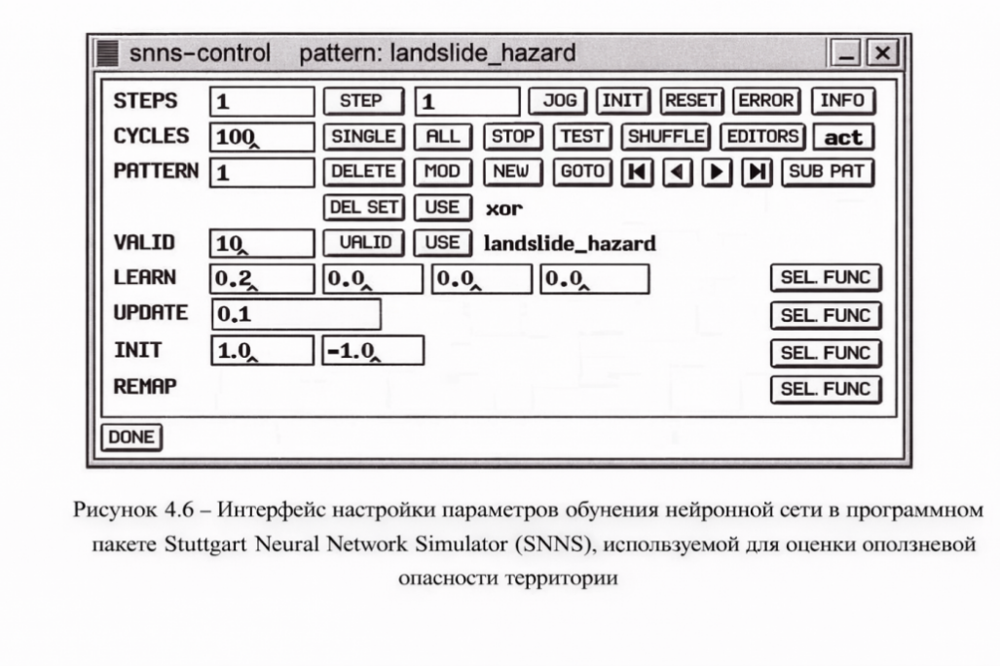 snns-control pattern: landslide_hazard
STEPS 1 STEP 1 JOG INIT RESET ERROR INFO
CYCLES 100 SINGLE ALL STOP TEST SHUFFLE EDITORS act
PATTERN 1 DELETE MOD NEW GOTO SUB PAT
DEL SET USE xor
VALID 10 VALID USE landslide_hazard
LEARN 0.2 0.0 0.0 0.0 SEL. FUNC
UPDATE 0.1 SEL. FUNC
INIT 1.0 -1.0 SEL. FUNC
REMAP SEL. FUNC
DONE
Рисунок 4.6 – Интерфейс настройки параметров обунения нейронной сети в программном
пакете Stuttgart Neural Network Simulator (SNNS), используемой для оценки оползневой
опасности территории